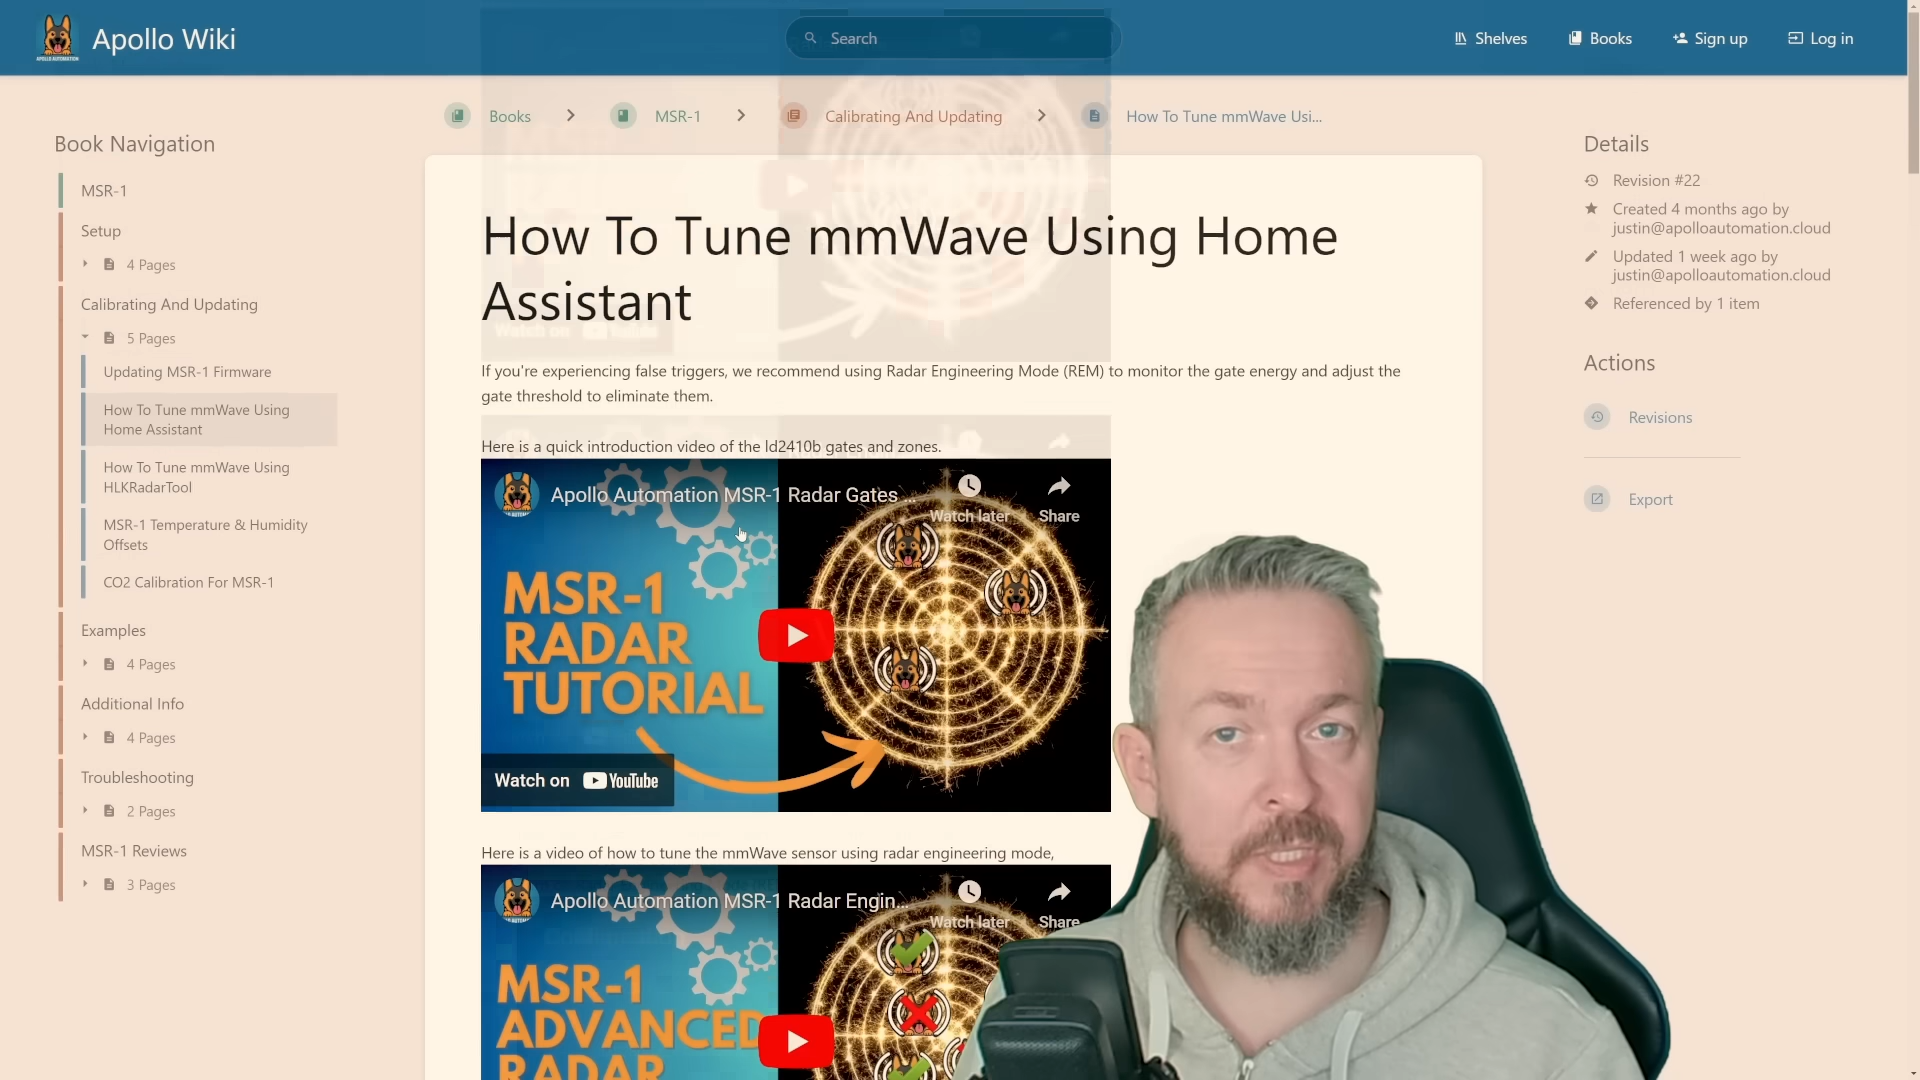 Apollo Wiki
Search
Shelves
Books
Sign up
Log in
Books
MSR-1
Calibrating And Updating
How To Tune mmWave Usi...
Book Navigation
MSR-1
Setup
4 Pages
Calibrating And Updating
5 Pages
Updating MSR-1 Firmware
How To Tune mmWave Using
Home Assistant
How To Tune mmWave Using
HLKRadarTool
MSR-1 Temperature & Humidity
Offsets
CO2 Calibration For MSR-1
Examples
4 Pages
Additional Info
4 Pages
Troubleshooting
2 Pages
MSR-1 Reviews
3 Pages
How To Tune mmWave Using Home
Assistant
If you're experiencing false triggers, we recommend using Radar Engineering Mode (REM) to monitor the gate energy and adjust the
gate threshold to eliminate them.
Here is a quick introduction video of the ld2410b gates and zones.
Apollo Automation MSR-1 Radar Gates ...
Watch later
Share
MSR-1
RADAR
TUTORIAL
Watch on YouTube
Here is a video of how to tune the mmWave sensor using radar engineering mode,
Apollo Automation MSR-1 Radar Engin...
Watch later
Share
MSR-1
ADVANCED
RADAR
Details
Revision #22
Created 4 months ago by
justin@apolloautomation.cloud
Updated 1 week ago by
justin@apolloautomation.cloud
Referenced by 1 item
Actions
Revisions
Export